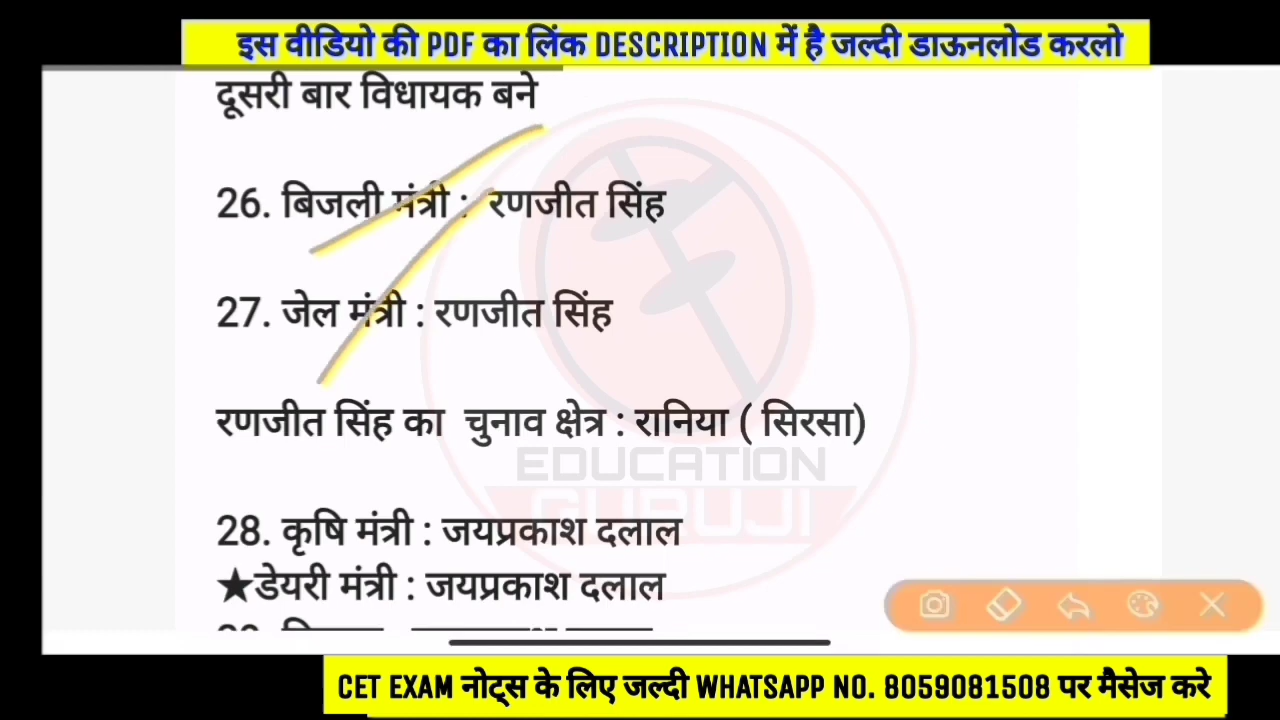 इस वीडियो की PDF का लिंक DESCRIPTION में है जल्दी डाऊनलोड करलो
दूसरी बार विधायक बने
26. बिजली मंत्री : रणजीत सिंह
27. जेल मंत्री : रणजीत सिंह
रणजीत सिंह का चुनाव क्षेत्र : रानिया ( सिरसा)
EDUCATION
GURUJI
28. कृषि मंत्री : जयप्रकाश दलाल
★डेयरी मंत्री : जयप्रकाश दलाल
CET EXAM नोट्स के लिए जल्दी WHATSAPP NO. 8059081508 पर मैसेज करे